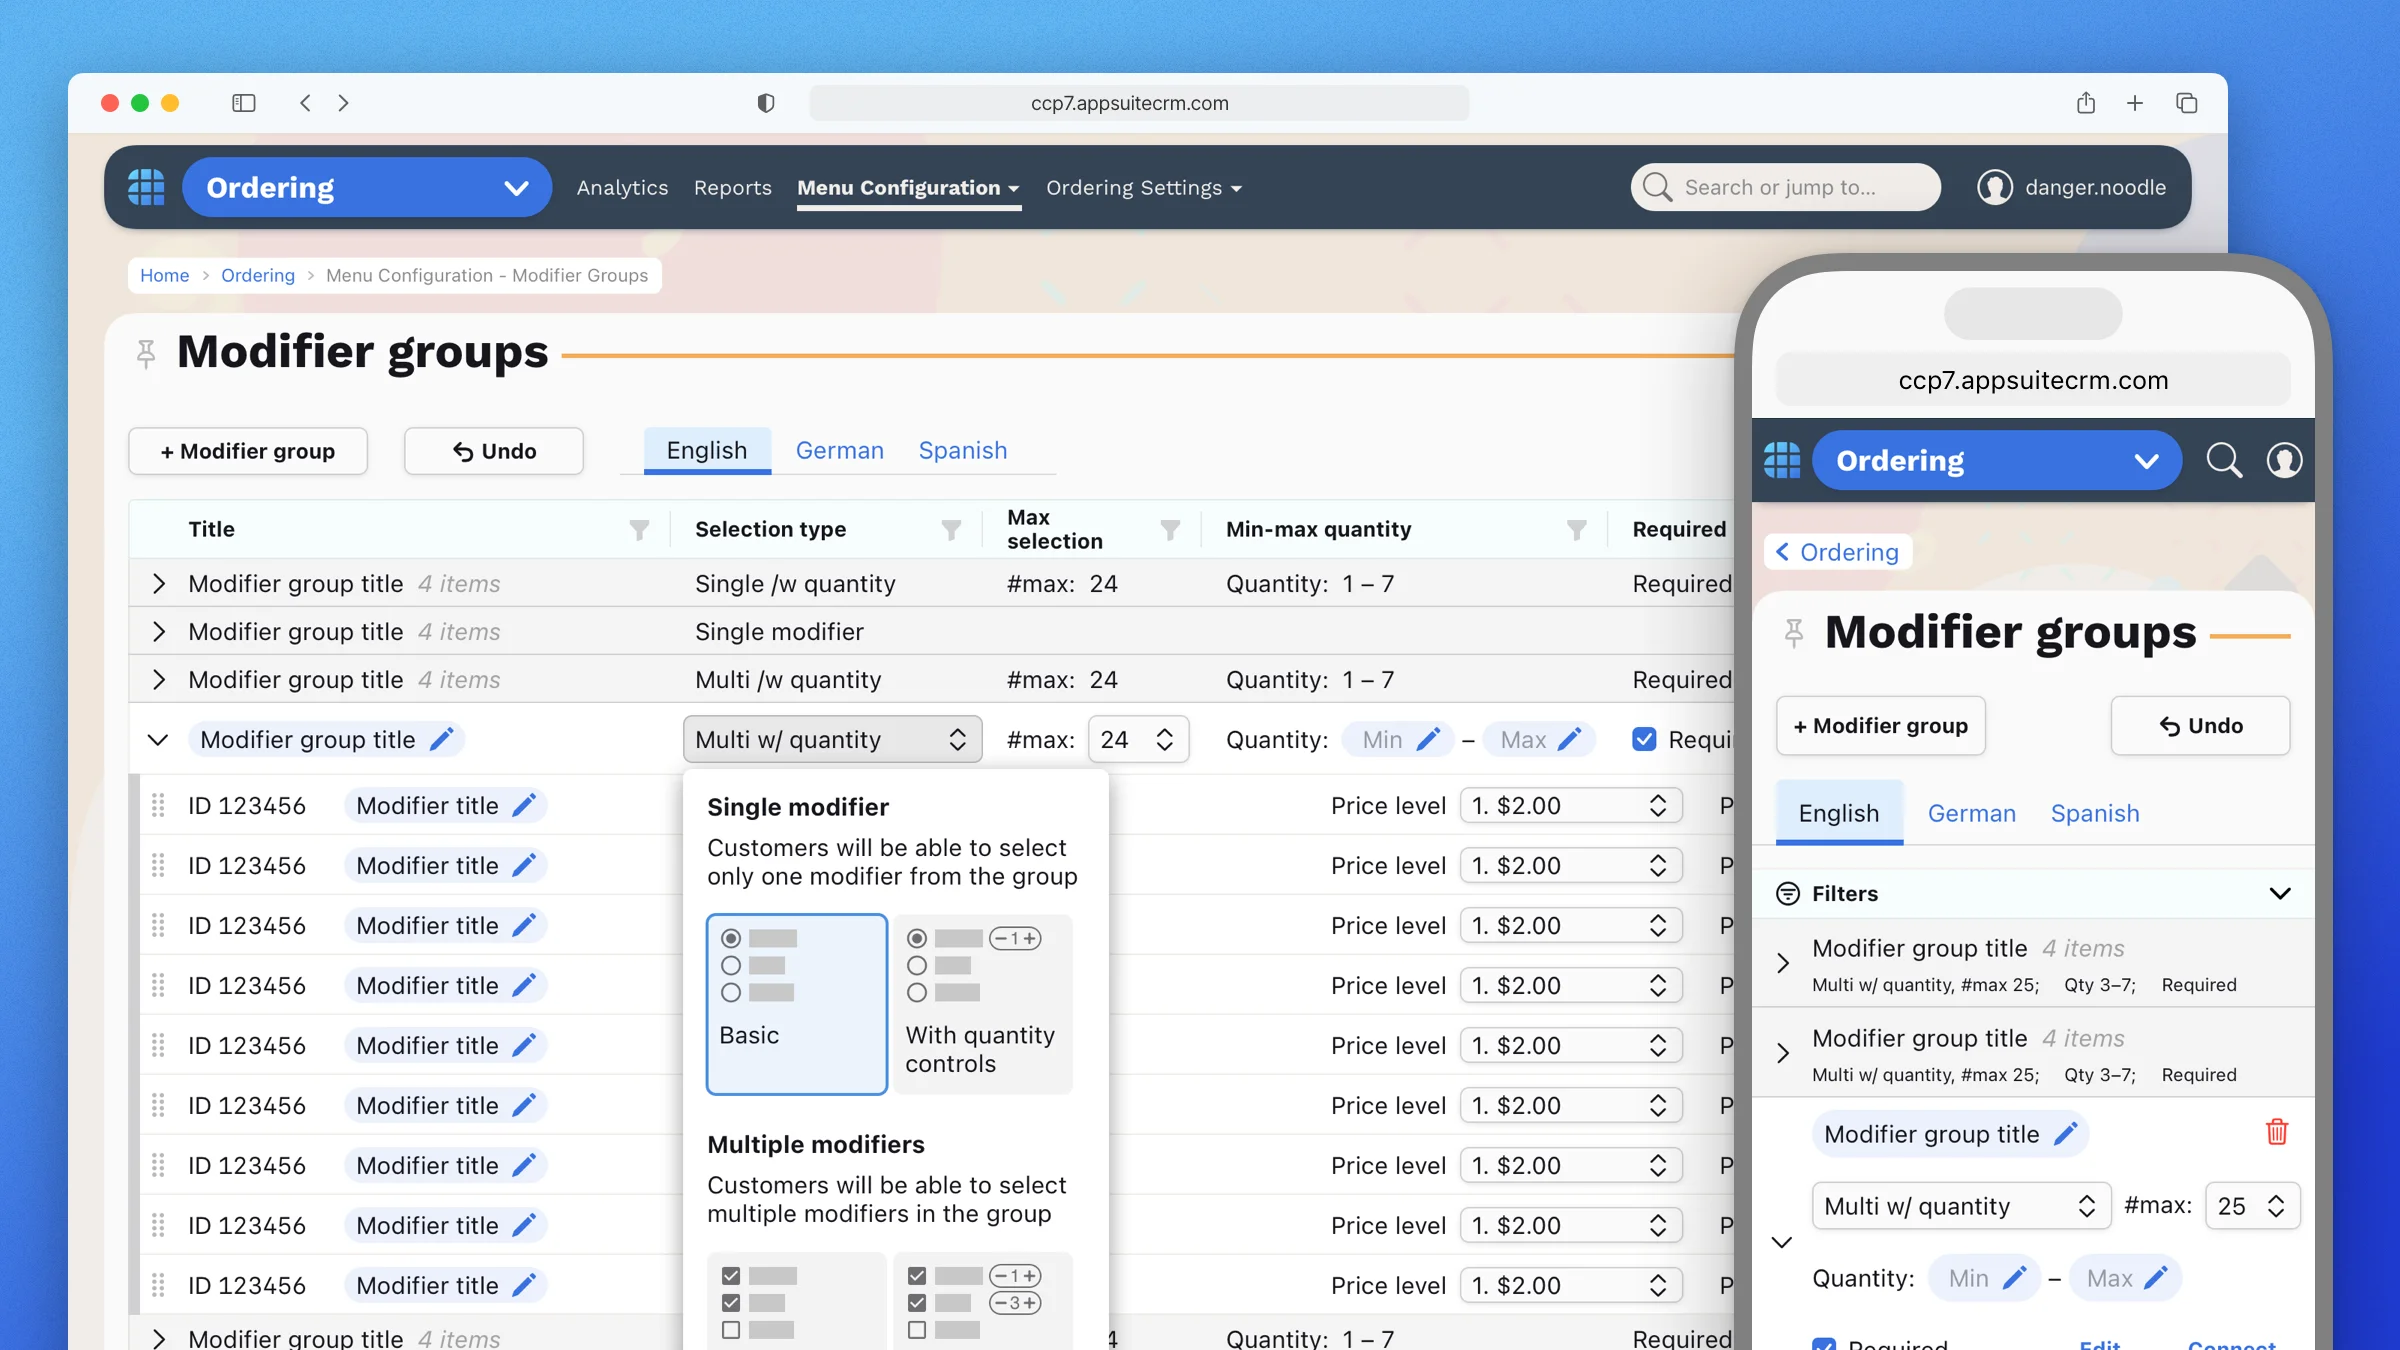 ccp7.appsuitecrm.com
Ordering Analytics Reports Menu Configuration Ordering Settings Search or jump to... danger.noodle
Home > Ordering > Menu Configuration - Modifier Groups
Modifier groups
+ Modifier group Undo English German Spanish
Title Selection type Max selection Min-max quantity Required
Modifier group title 4 items Single /w quantity #max: 24 Quantity: 1 – 7 Required
Modifier group title 4 items Single modifier
Modifier group title 4 items Multi /w quantity #max: 24 Quantity: 1 – 7 Required
Modifier group title Multi w/ quantity #max: 24 Quantity: Min – Max
ID 123456 Modifier title Price level 1. $2.00
ID 123456 Modifier title Price level 1. $2.00
ID 123456 Modifier title Price level 1. $2.00
ID 123456 Modifier title Price level 1. $2.00
ID 123456 Modifier title Price level 1. $2.00
ID 123456 Modifier title Price level 1. $2.00
ID 123456 Modifier title Price level 1. $2.00
ID 123456 Modifier title Price level 1. $2.00
ID 123456 Modifier title Price level 1. $2.00
Modifier group title 4 items Quantity: 1 – 7 Required
Single modifier
Customers will be able to select
only one modifier from the group
1
Basic
With quantity
controls
Multiple modifiers
Customers will be able to select
multiple modifiers in the group
1
3
ccp7.appsuitecrm.com
Ordering
Ordering
Modifier groups
+ Modifier group Undo
English German Spanish
Filters
Modifier group title 4 items
Multi w/ quantity, #max 25; Qty 3–7; Required
Modifier group title 4 items
Multi w/ quantity, #max 25; Qty 3–7; Required
Modifier group title
Multi w/ quantity #max: 25
Quantity: Min – Max
Required Edit Connect